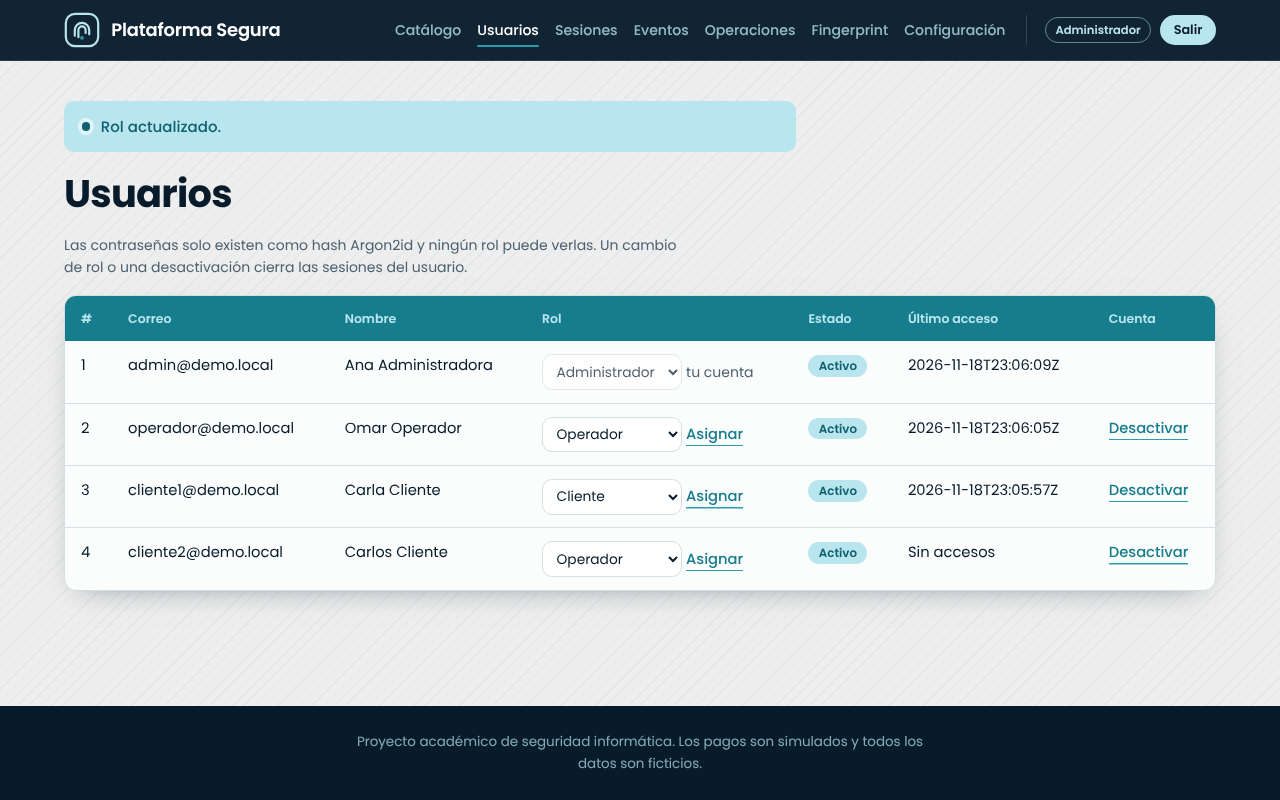 Plataforma Segura
Catálogo Usuarios Sesiones Eventos Operaciones Fingerprint Configuración Administrador Salir
Rol actualizado.
Usuarios
Las contraseñas solo existen como hash Argon2id y ningún rol puede verlas. Un cambio
de rol o una desactivación cierra las sesiones del usuario.
# Correo Nombre Rol Estado Último acceso Cuenta
1 admin@demo.local Ana Administradora Administrador tu cuenta Activo 2026-11-18T23:06:09Z
2 operador@demo.local Omar Operador Operador Asignar Activo 2026-11-18T23:06:05Z Desactivar
3 cliente1@demo.local Carla Cliente Cliente Asignar Activo 2026-11-18T23:05:57Z Desactivar
4 cliente2@demo.local Carlos Cliente Operador Asignar Activo Sin accesos Desactivar
Proyecto académico de seguridad informática. Los pagos son simulados y todos los
datos son ficticios.